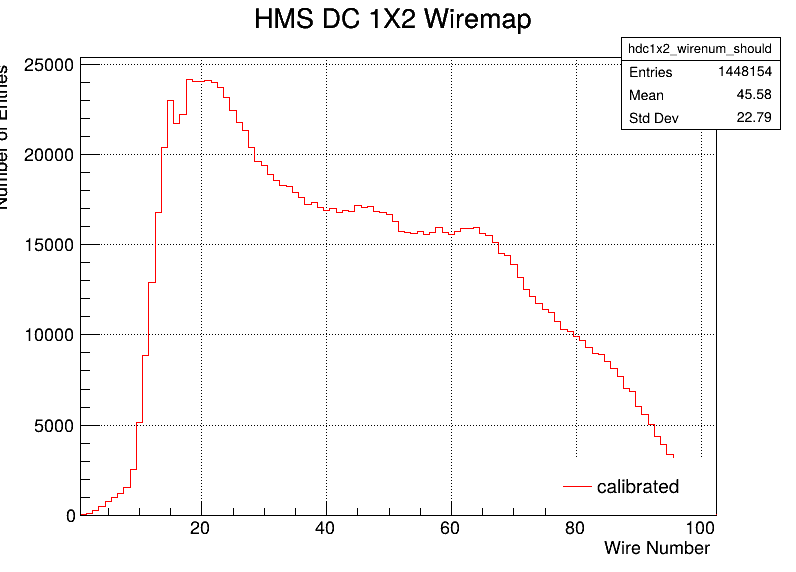 HMS DC 1X2 Wiremap
hdc1x2_wirenum_should
Entries 1448154
Mean 45.58
Std Dev 22.79
Number of Entries
25000
20000
15000
10000
5000
0
20 40 60 80 100
Wire Number
calibrated